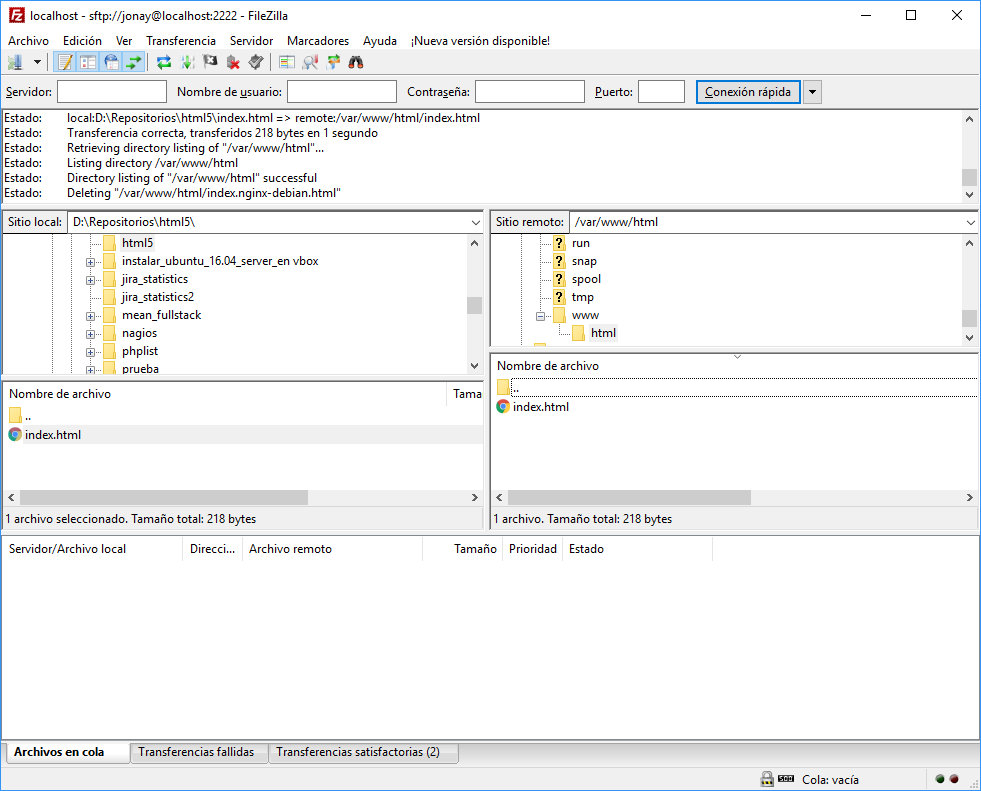 localhost - sftp://jonay@localhost:2222 - FileZilla
Archivo Edición Ver Transferencia Servidor Marcadores Ayuda ¡Nueva versión disponible!
Servidor: Nombre de usuario: Contraseña: Puerto: Conexión rápida
Estado: local:D:\Repositorios\html5\index.html => remote:/var/www/html/index.html
Estado: Transferencia correcta, transferidos 218 bytes en 1 segundo
Estado: Retrieving directory listing of "/var/www/html"...
Estado: Listing directory /var/www/html
Estado: Directory listing of "/var/www/html" successful
Estado: Deleting "/var/www/html/index.nginx-debian.html"
Sitio local: D:\Repositorios\html5\
html5
instalar_ubuntu_16.04_server_en vbox
jira_statistics
jira_statistics2
mean_fullstack
nagios
phplist
prueba
Nombre de archivo Tama
..
index.html
1 archivo seleccionado. Tamaño total: 218 bytes
Sitio remoto: /var/www/html
? run
? snap
? spool
? tmp
www
html
Nombre de archivo
..
index.html
1 archivo. Tamaño total: 218 bytes
Servidor/Archivo local Direcci... Archivo remoto Tamaño Prioridad Estado
Archivos en cola Transferencias fallidas Transferencias satisfactorias (2)
Cola: vacía